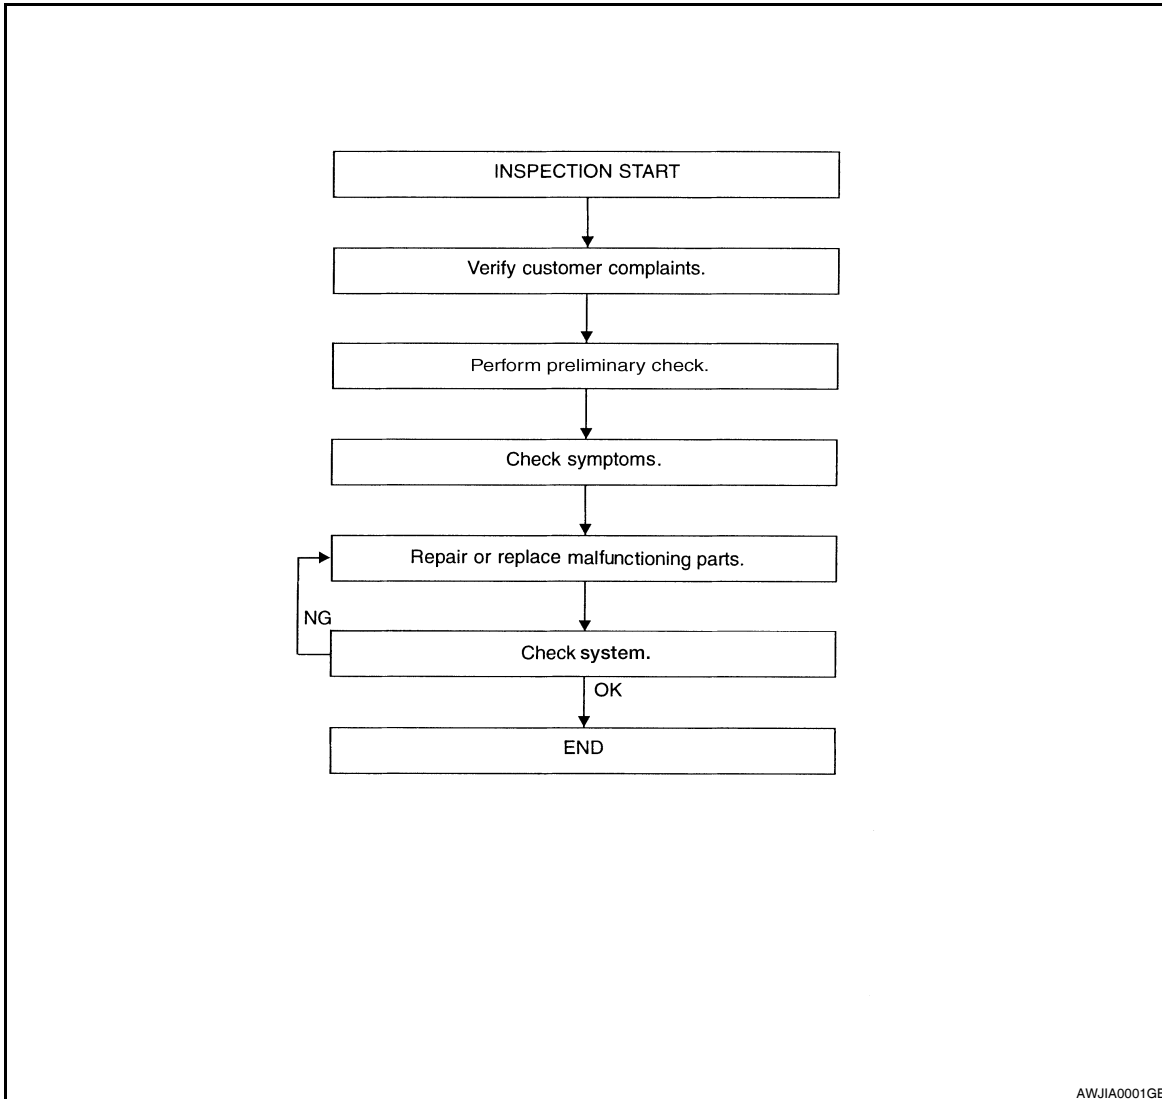 INSPECTION START
Verify customer complaints.
Perform preliminary check.
Check symptoms.
Repair or replace malfunctioning parts.
NG
Check system.
OK
END
AWJIA0001GB